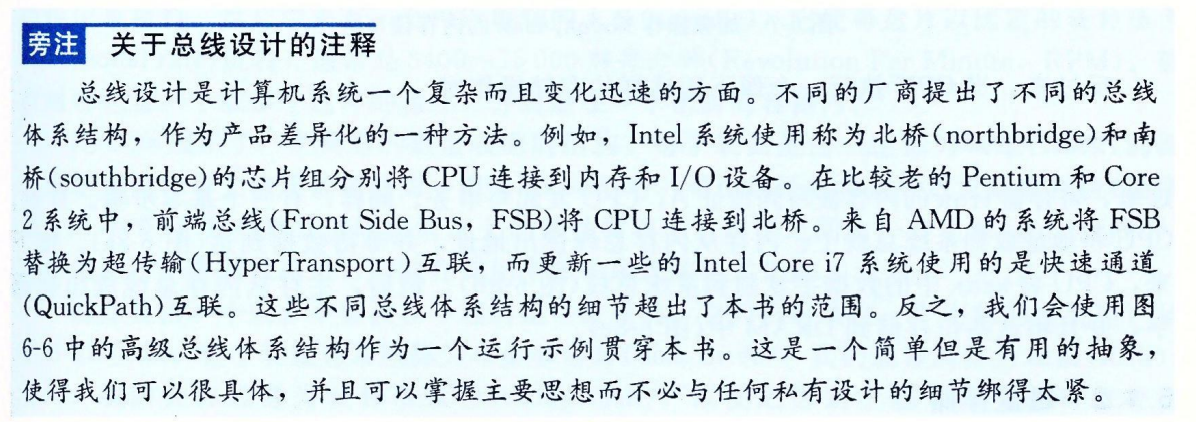 旁注 关于总线设计的注释
总线设计是计算机系统一个复杂而且变化迅速的方面。不同的厂商提出了不同的总线
体系结构，作为产品差异化的一种方法。例如，Intel 系统使用称为北桥(northbridge)和南
桥(southbridge)的芯片组分别将 CPU 连接到内存和 I/O 设备。在比较老的 Pentium 和 Core
2 系统中，前端总线(Front Side Bus，FSB)将 CPU 连接到北桥。来自 AMD 的系统将 FSB
替换为超传输(HyperTransport)互联，而更新一些的 Intel Core i7 系统使用的是快速通道
(QuickPath)互联。这些不同总线体系结构的细节超出了本书的范围。反之，我们会使用图
6-6 中的高级总线体系结构作为一个运行示例贯穿本书。这是一个简单但是有用的抽象，
使得我们可以很具体，并且可以掌握主要思想而不必与任何私有设计的细节绑得太紧。